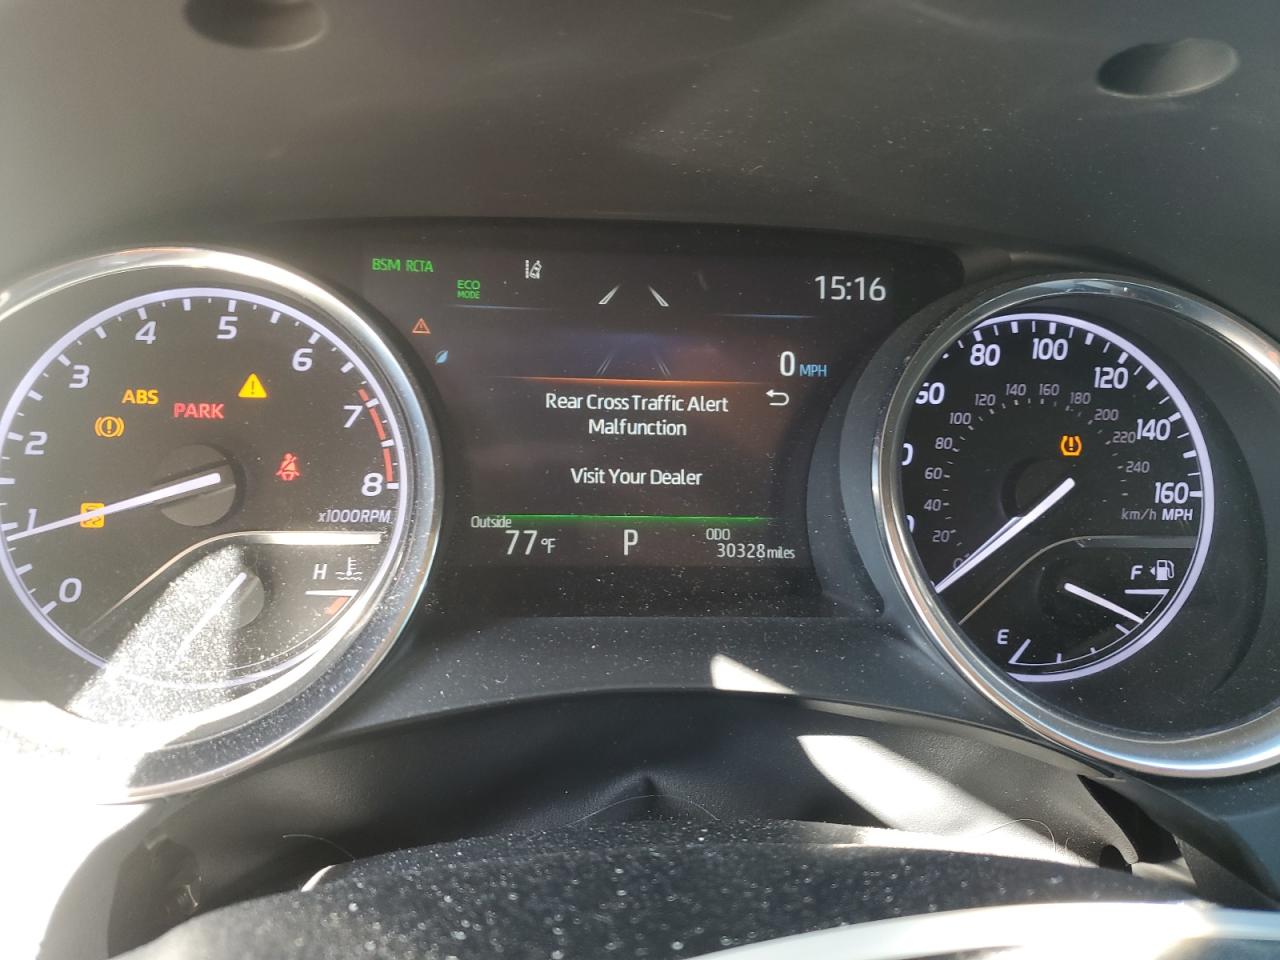 BSM RCTA
ECO
MODE
15:16
0 MPH
Rear Cross Traffic Alert
Malfunction
Visit Your Dealer
Outside
77°F
P
ODO
30328 miles
0
1
2
3
4
5
6
7
8
x1000RPM
ABS
PARK
H
20
40
60
80
100
120
140
160
180
200
220
240
km/h MPH
80
100
120
140
160
F
E